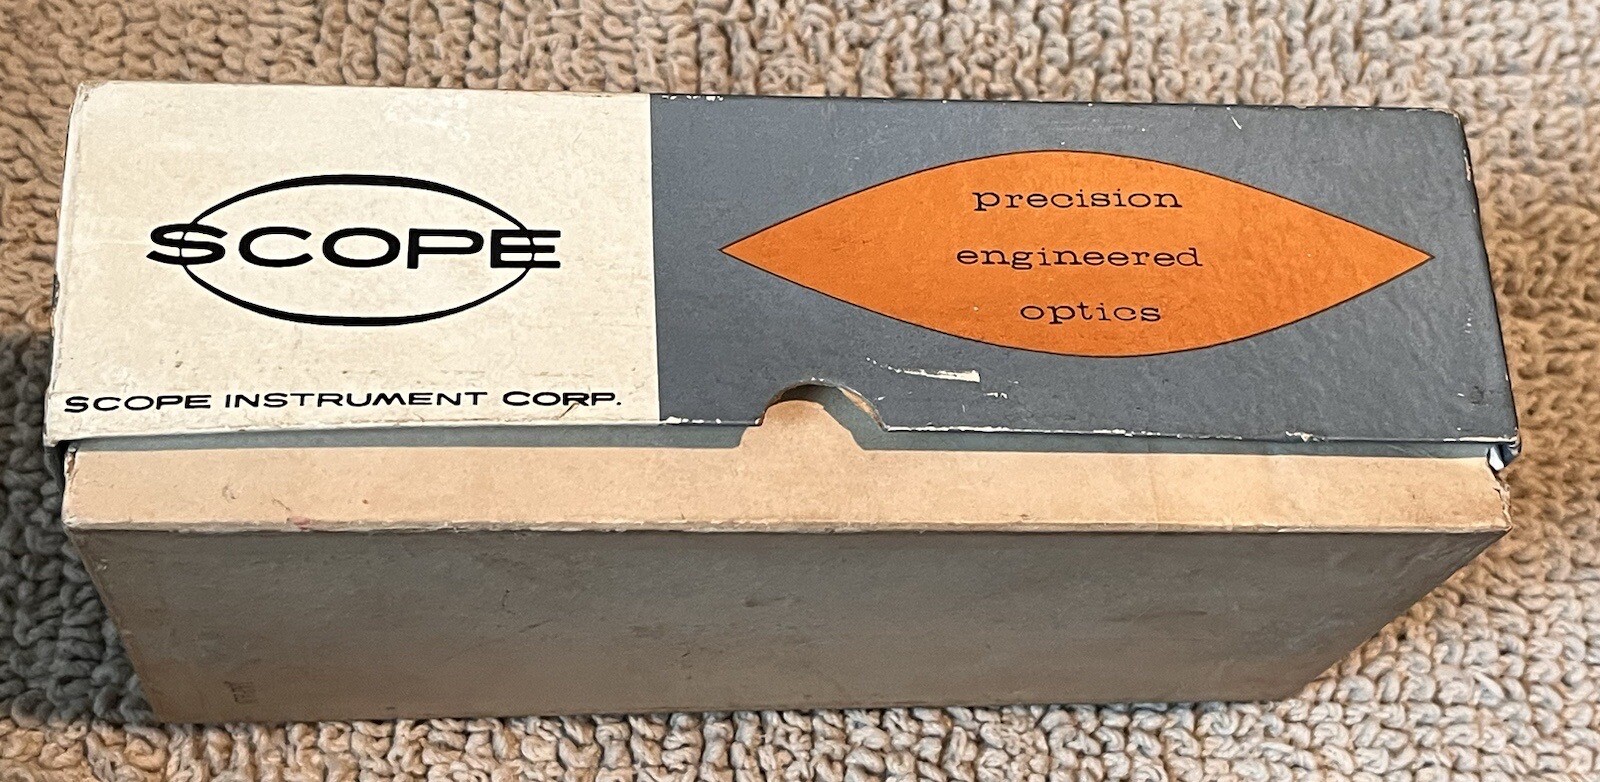 SCOPE
SCOPE INSTRUMENT CORP.
precision
engineered
optics